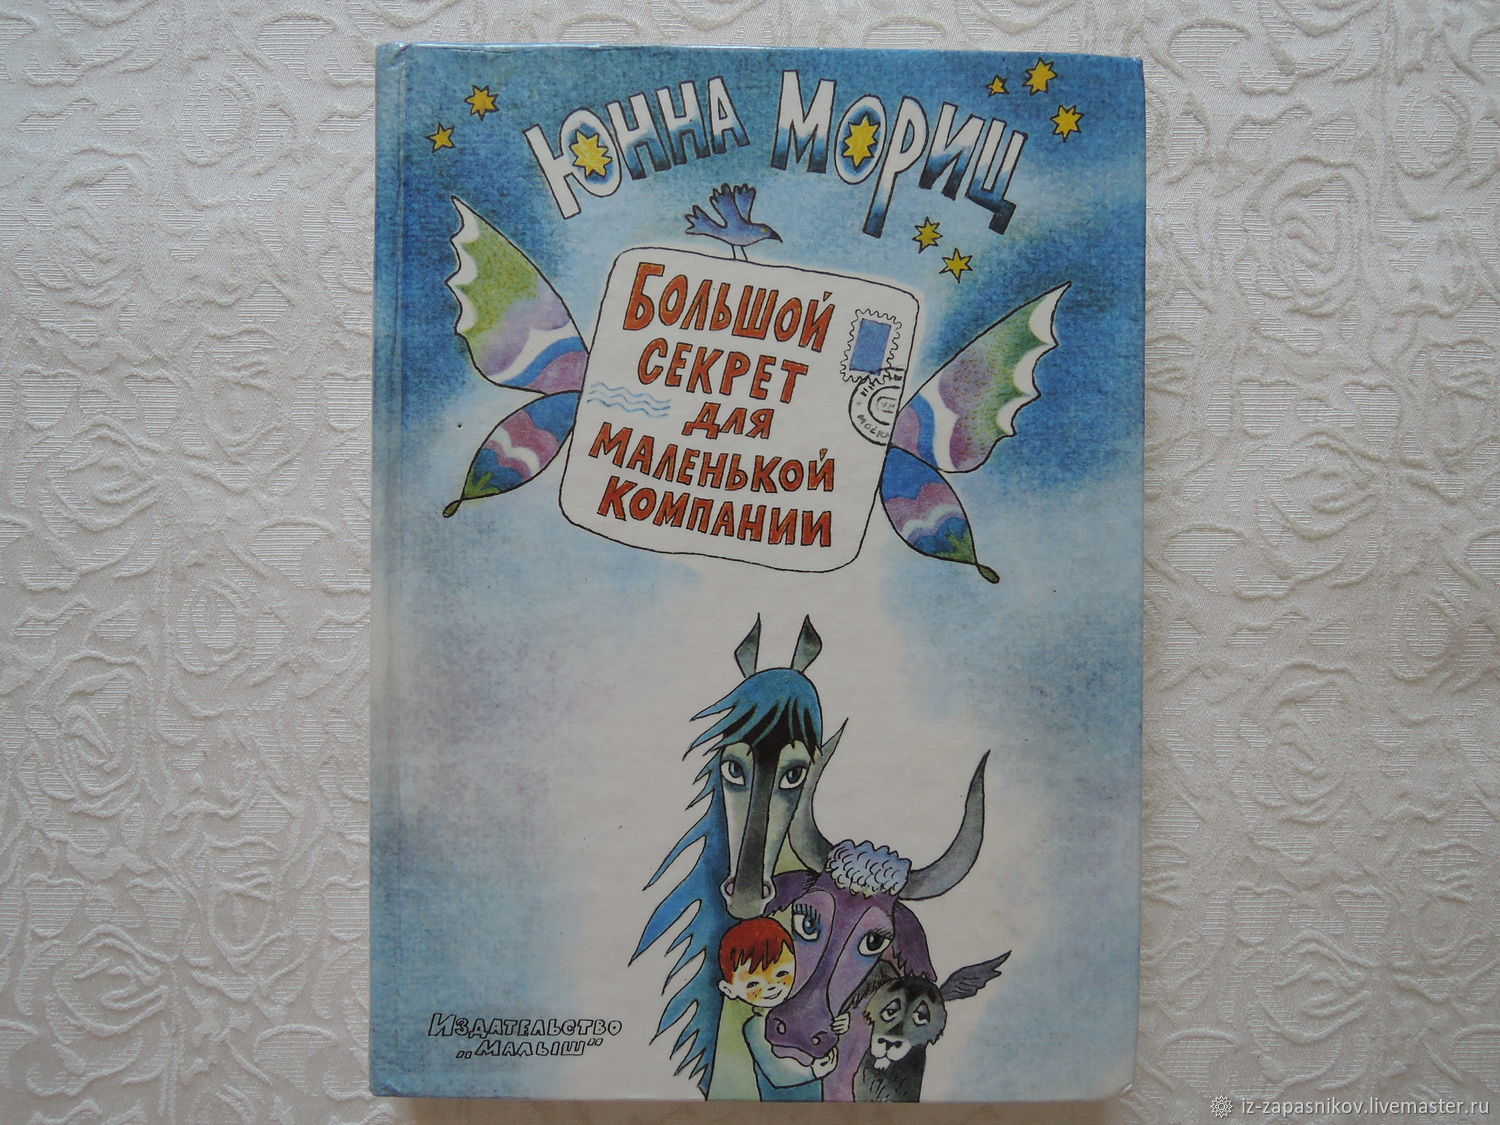 ЮННА МОРИЦ
БОЛЬШОЙ
СЕКРЕТ
ДЛЯ
МАЛЕНЬКОЙ
КОМПАНИИ
ИЗДАТЕЛЬСТВО
„МАЛЫШ“
iz-zapasnikov.livemaster.ru